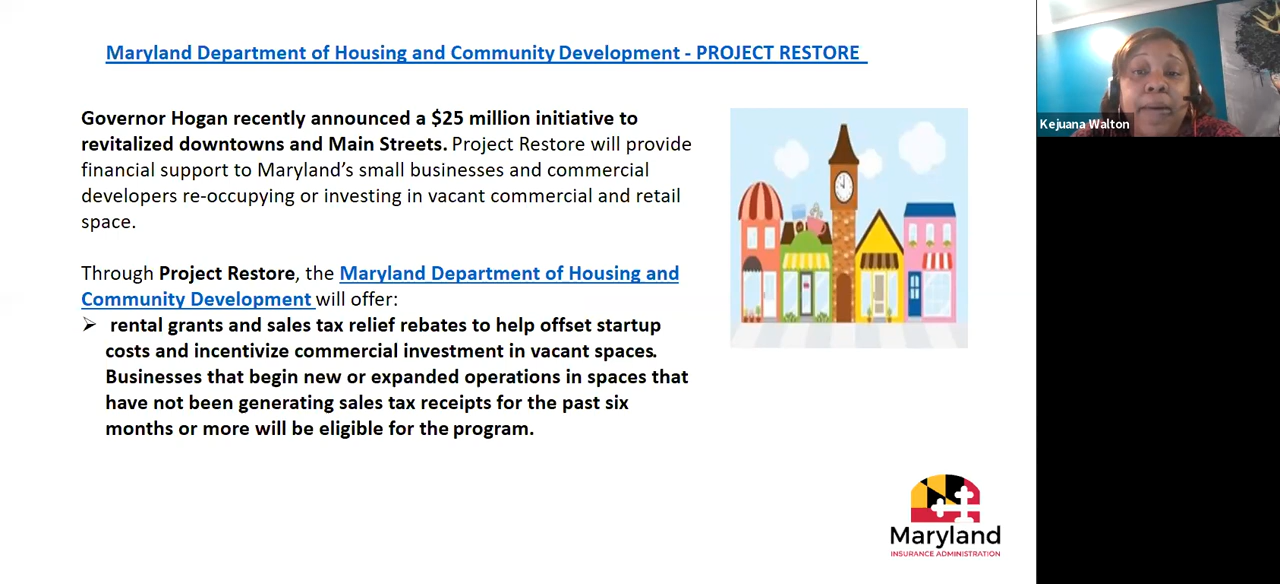 Maryland Department of Housing and Community Development - PROJECT RESTORE
Governor Hogan recently announced a $25 million initiative to
revitalized downtowns and Main Streets. Project Restore will provide
financial support to Maryland’s small businesses and commercial
developers re-occupying or investing in vacant commercial and retail
space.
Through Project Restore, the Maryland Department of Housing and
Community Development will offer:
➢ rental grants and sales tax relief rebates to help offset startup
costs and incentivize commercial investment in vacant spaces.
Businesses that begin new or expanded operations in spaces that
have not been generating sales tax receipts for the past six
months or more will be eligible for the program.
Maryland
INSURANCE ADMINISTRATION
Kejuana Walton